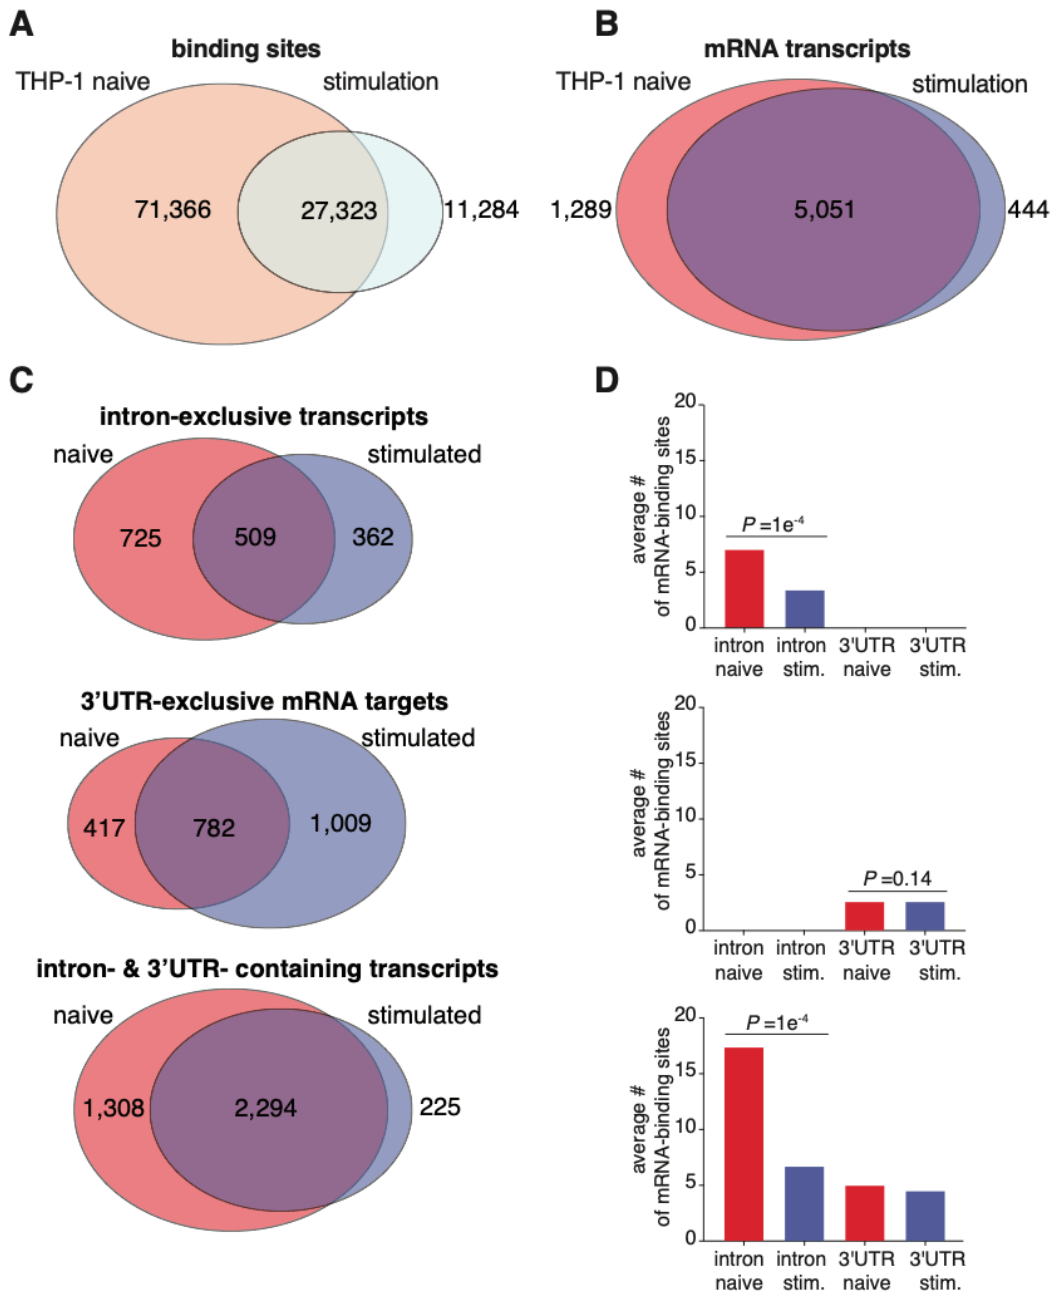 A
binding sites
THP-1 naive
stimulation
71,366
27,323
11,284
B
mRNA transcripts
THP-1 naive
stimulation
1,289
5,051
444
C
intron-exclusive transcripts
naive
stimulated
725
509
362
3’UTR-exclusive mRNA targets
naive
stimulated
417
782
1,009
intron- & 3’UTR- containing transcripts
naive
stimulated
1,308
2,294
225
D
average #
of mRNA-binding sites
20
15
10
5
0
P =1e-4
intron naive
intron stim.
3'UTR naive
3'UTR stim.
average #
of mRNA-binding sites
20
15
10
5
0
P =0.14
intron naive
intron stim.
3'UTR naive
3'UTR stim.
average #
of mRNA-binding sites
20
15
10
5
0
P =1e-4
intron naive
intron stim.
3'UTR naive
3'UTR stim.